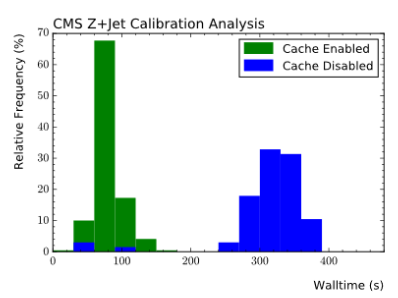 CMS Z+Jet Calibration Analysis
Relative Frequency (%)
70
60
50
40
30
20
10
0
Cache Enabled
Cache Disabled
0 100 200 300 400
Walltime (s)